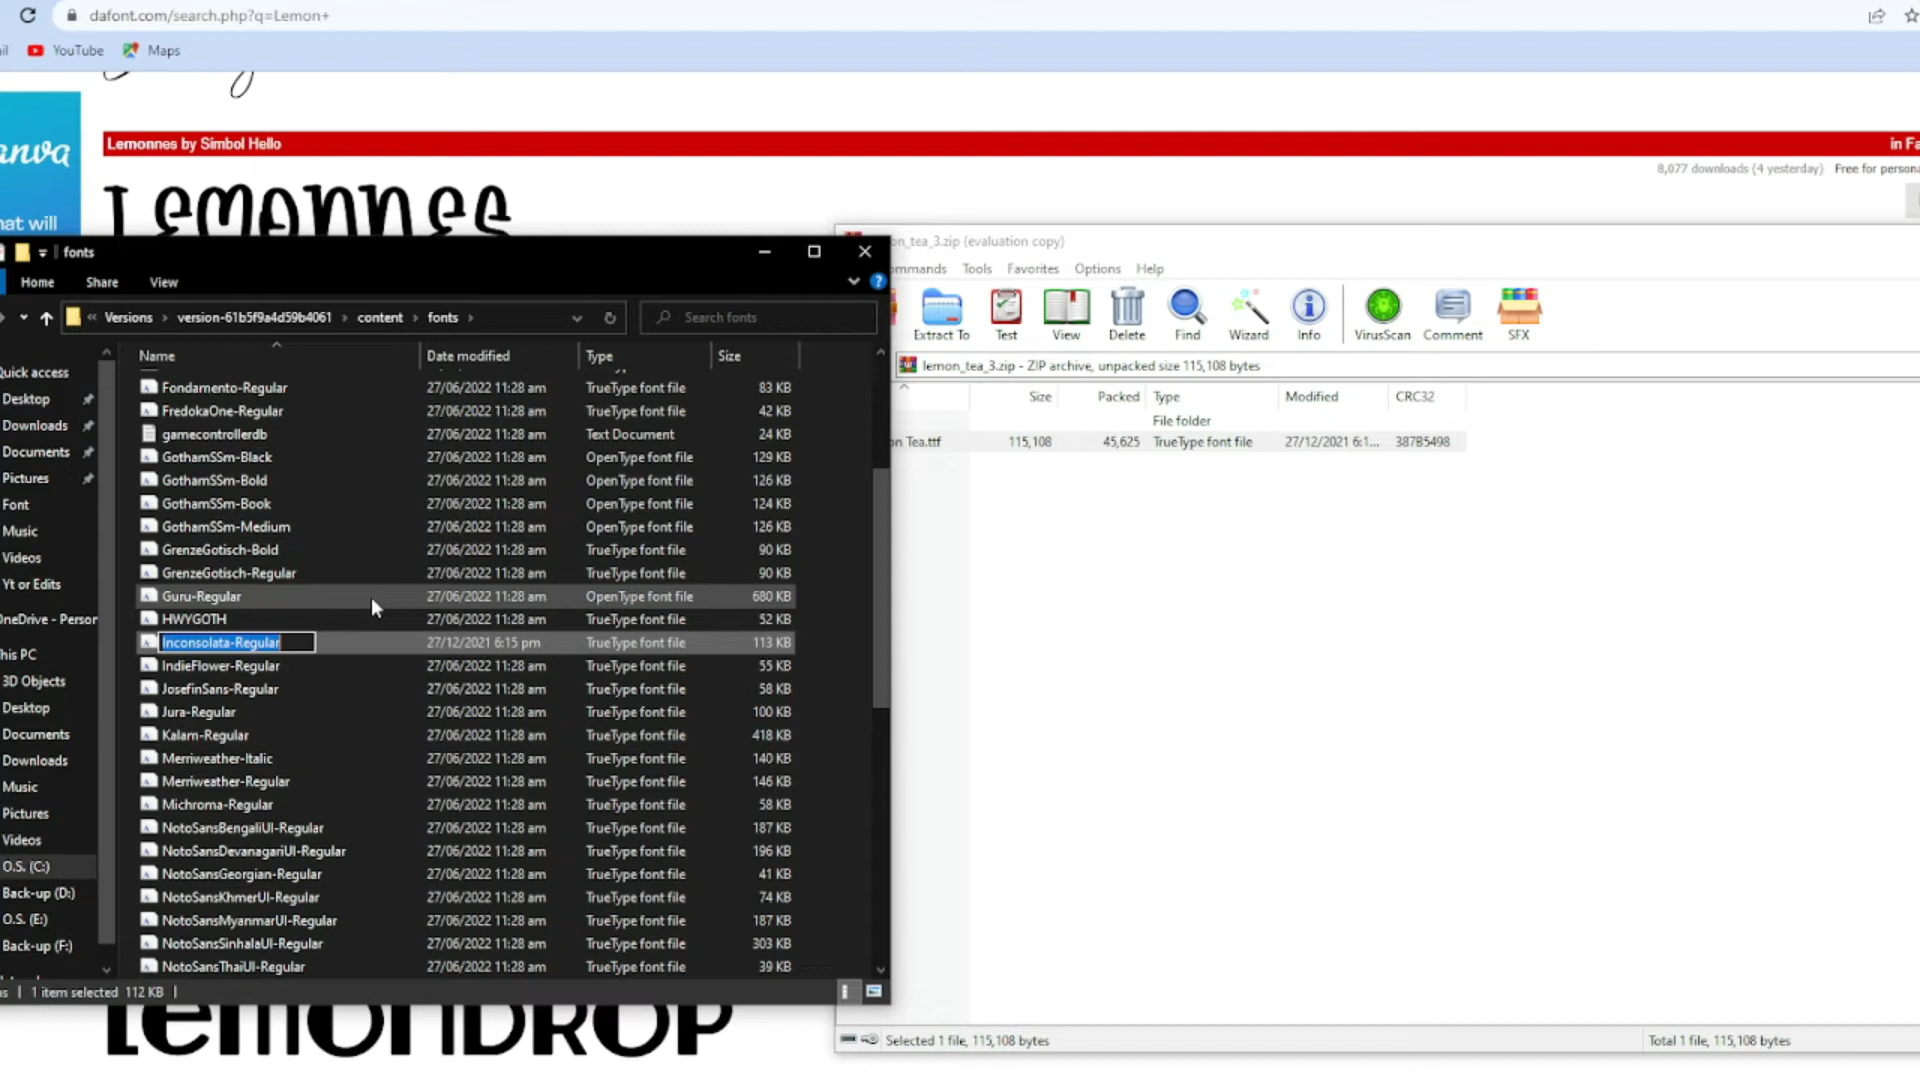 dafont.com/search.php?q=Lemon+
YouTube
Maps
Lemonnes by Simbol Hello
8,077 downloads (4 yesterday)
Lemonnes
fonts
Home
Share
View
Versions
version-61b5f9a4d59b4061
content
fonts
Search fonts
Name
Date modified
Type
Size
Fondamento-Regular 27/06/2022 11:28 am TrueType font file 83 KB
FredokaOne-Regular 27/06/2022 11:28 am TrueType font file 42 KB
gamecontrollerdb 27/06/2022 11:28 am Text Document 24 KB
GothamSSm-Black 27/06/2022 11:28 am OpenType font file 129 KB
GothamSSm-Bold 27/06/2022 11:28 am OpenType font file 126 KB
GothamSSm-Book 27/06/2022 11:28 am OpenType font file 124 KB
GothamSSm-Medium 27/06/2022 11:28 am OpenType font file 126 KB
GrenzeGotisch-Bold 27/06/2022 11:28 am TrueType font file 90 KB
GrenzeGotisch-Regular 27/06/2022 11:28 am TrueType font file 90 KB
Guru-Regular 27/06/2022 11:28 am OpenType font file 680 KB
HWYGOTH 27/06/2022 11:28 am TrueType font file 52 KB
Inconsolata-Regular 27/12/2021 6:15 pm TrueType font file 113 KB
IndieFlower-Regular 27/06/2022 11:28 am TrueType font file 55 KB
JosefinSans-Regular 27/06/2022 11:28 am TrueType font file 58 KB
Jura-Regular 27/06/2022 11:28 am TrueType font file 100 KB
Kalam-Regular 27/06/2022 11:28 am TrueType font file 418 KB
Merriweather-Italic 27/06/2022 11:28 am TrueType font file 140 KB
Merriweather-Regular 27/06/2022 11:28 am TrueType font file 146 KB
Michroma-Regular 27/06/2022 11:28 am TrueType font file 58 KB
NotoSansBengaliUI-Regular 27/06/2022 11:28 am TrueType font file 187 KB
NotoSansDevanagariUI-Regular 27/06/2022 11:28 am TrueType font file 196 KB
NotoSansGeorgian-Regular 27/06/2022 11:28 am TrueType font file 41 KB
NotoSansKhmerUI-Regular 27/06/2022 11:28 am TrueType font file 74 KB
NotoSansMyanmarUI-Regular 27/06/2022 11:28 am TrueType font file 187 KB
NotoSansSinhalaUI-Regular 27/06/2022 11:28 am TrueType font file 303 KB
NotoSansThaiUI-Regular 27/06/2022 11:28 am TrueType font file 39 KB
Quick access
Desktop
Downloads
Documents
Pictures
Font
Music
Videos
Yt or Edits
OneDrive - Person
This PC
3D Objects
Desktop
Documents
Downloads
Music
Pictures
Videos
O.S. (C:)
Back-up (D:)
O.S. (E:)
Back-up (F:)
1 item selected 112 KB
on_tea_3.zip (evaluation copy)
ommands
Tools
Favorites
Options
Help
Extract To
Test
View
Delete
Find
Wizard
Info
VirusScan
Comment
SFX
lemon_tea_3.zip - ZIP archive, unpacked size 115,108 bytes
Size
Packed
Type
Modified
CRC32
File folder
on Tea.ttf 115,108 45,625 TrueType font file 27/12/2021 6:1... 387B5498
Selected 1 file, 115,108 bytes
Total 1 file, 115,108 bytes
LemonDROP